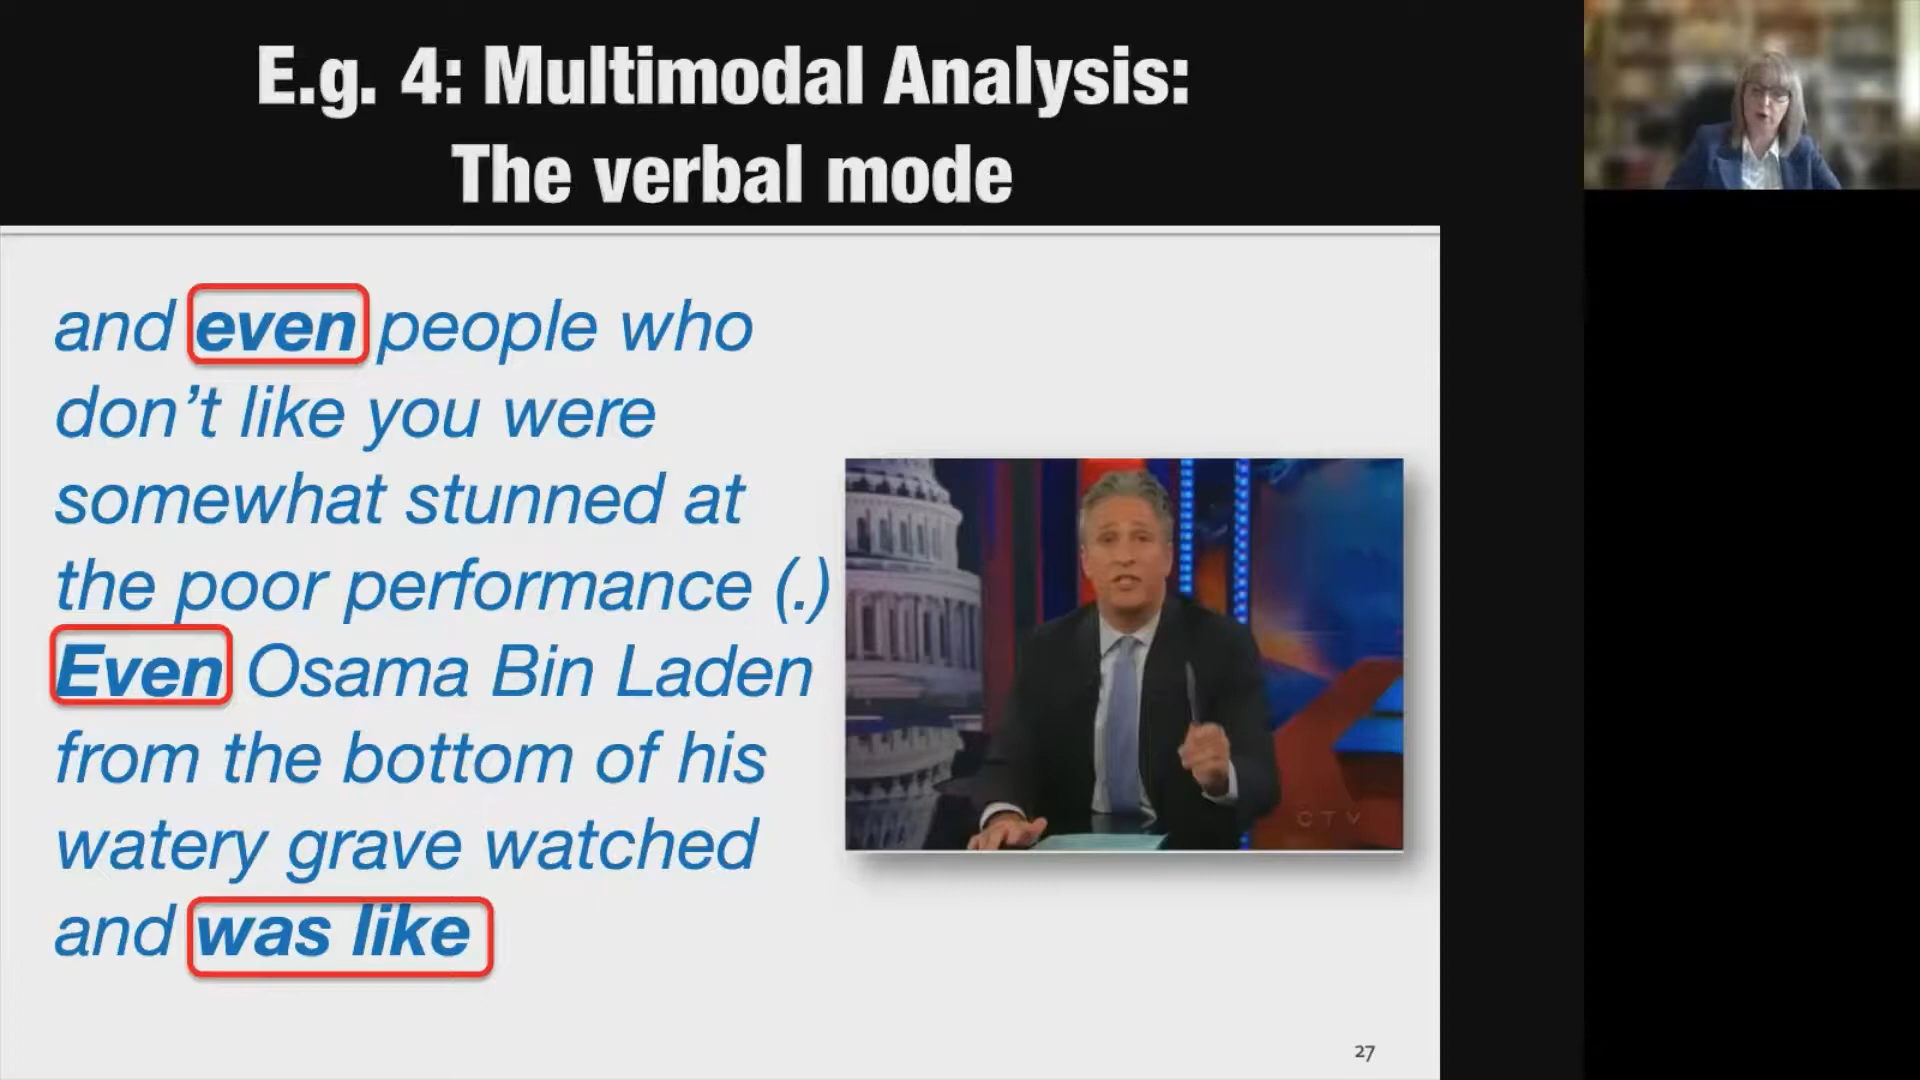 E.g. 4: Multimodal Analysis:
The verbal mode
and even people who
don’t like you were
somewhat stunned at
the poor performance (.)
Even Osama Bin Laden
from the bottom of his
watery grave watched
and was like
CTV
27